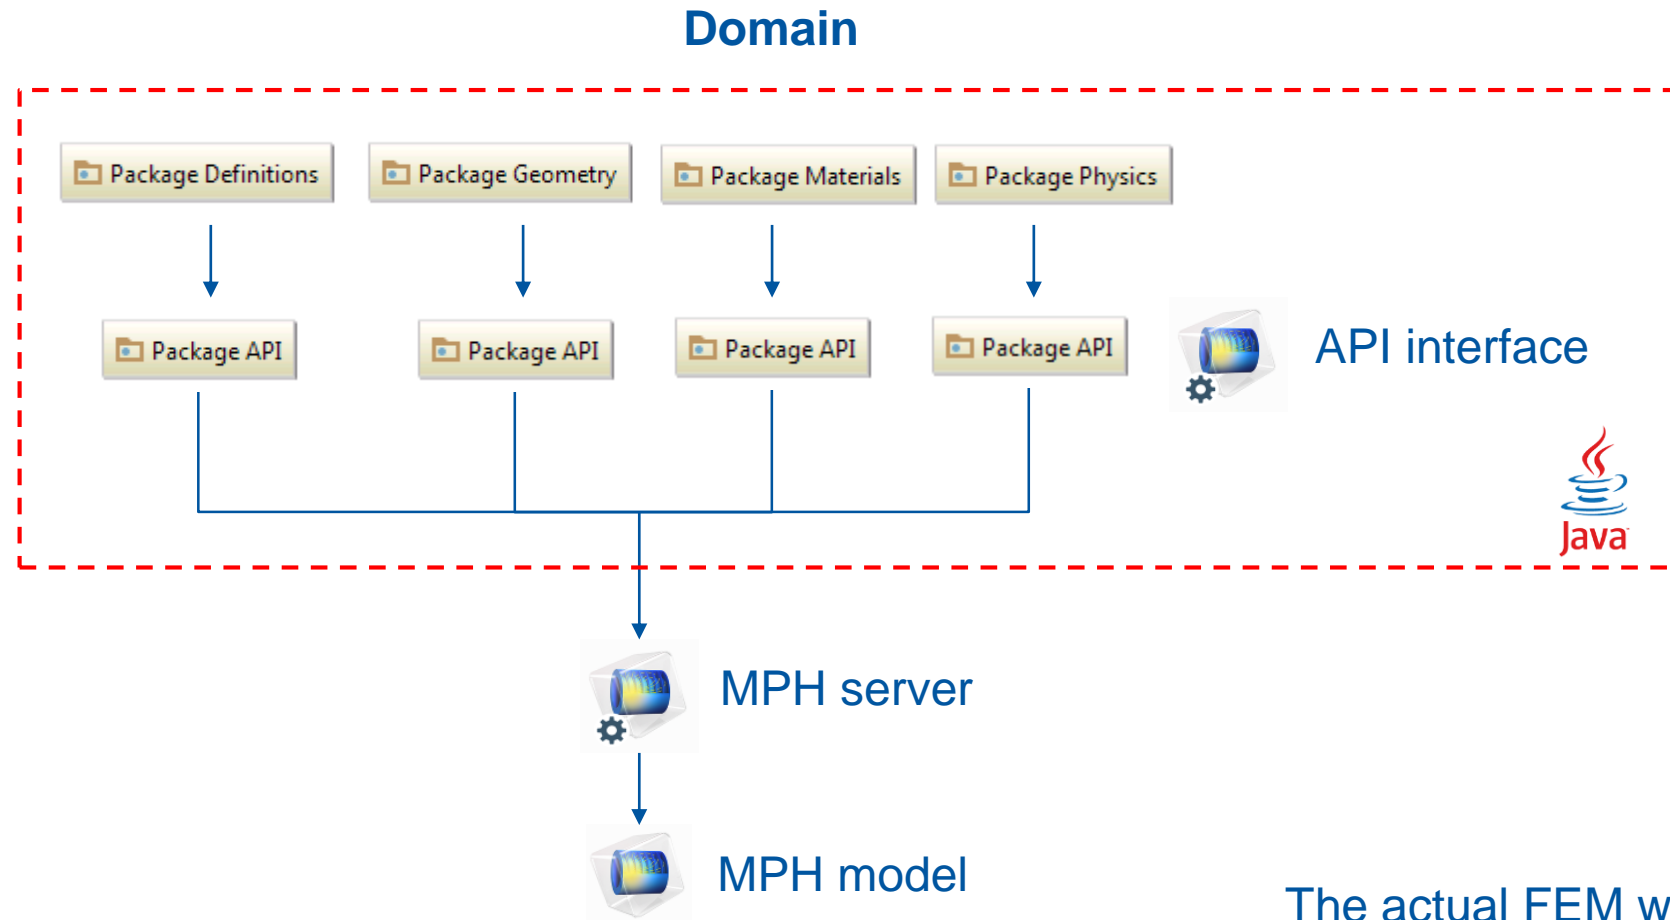 Domain
Package Definitions
Package Geometry
Package Materials
Package Physics
Package API
Package API
Package API
Package API
API interface
Java
MPH server
MPH model
The actual FEM w